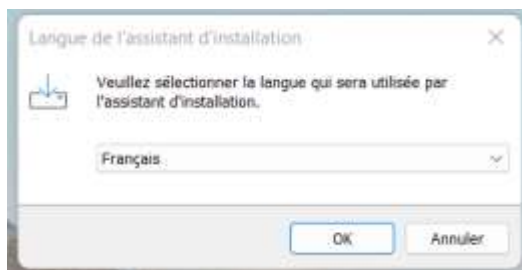 Langue de l'assistant d'installation
Veuillez sélectionner la langue qui sera utilisée par
l'assistant d'installation.
Français
OK
Annuler